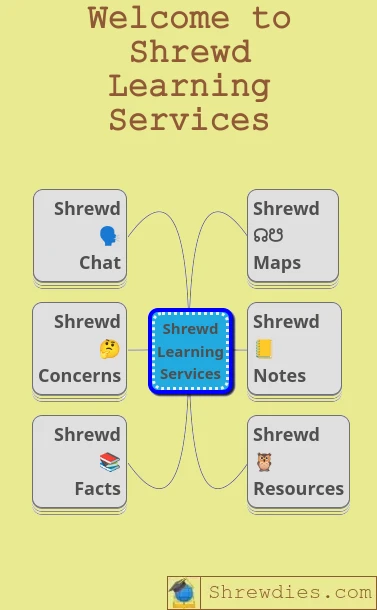 Welcome to
Shrewd
Learning
Services
Shrewd
🗣️
Chat
Shrewd
🤔
Concerns
Shrewd
📚
Facts
Shrewd
Learning
Services
Shrewd
☊☋
Maps
Shrewd
📒
Notes
Shrewd
🦉
Resources
Shrewdies.com